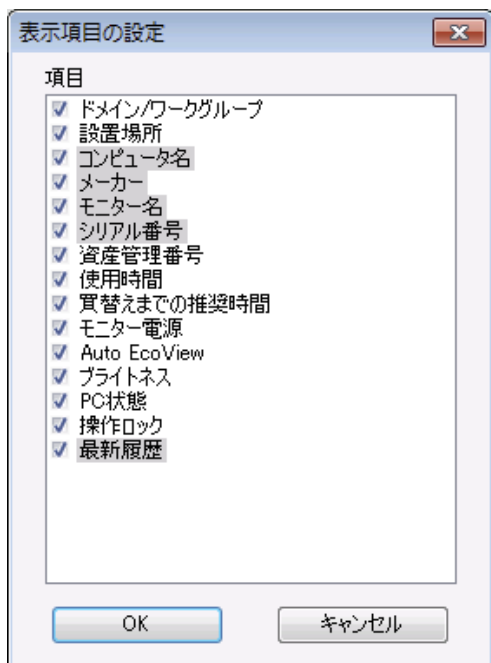 表示項目の設定
項目
ドメイン/ワークグループ
設置場所
コンピュータ名
メーカー
モニター名
シリアル番号
資産管理番号
使用時間
買替えまでの推奨時間
モニター電源
Auto EcoView
ブライトネス
PC状態
操作ロック
最新履歴
OK
キャンセル